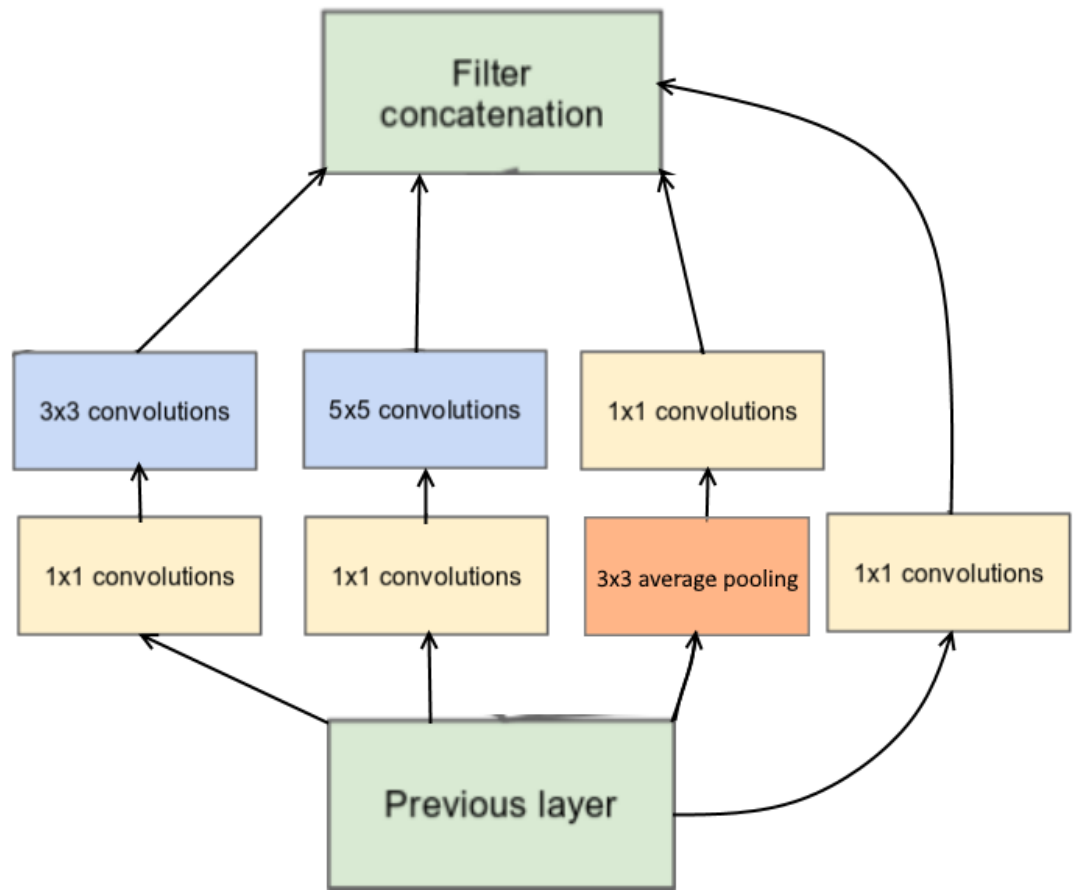 Filter
concatenation
3x3 convolutions
5x5 convolutions
1x1 convolutions
1x1 convolutions
1x1 convolutions
3x3 average pooling
1x1 convolutions
Previous layer